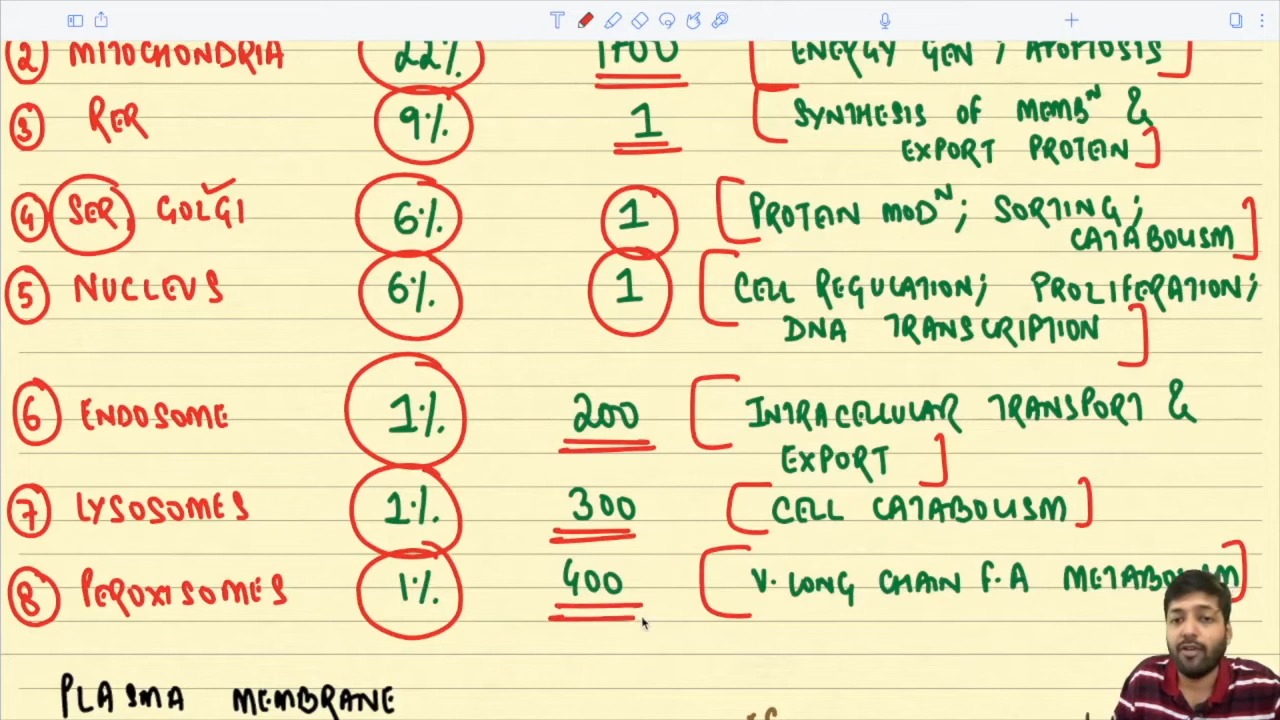 ② MITOCHONDRIA 22%. 1700 ENERGY GEN ; APOPTOSIS
③ RER 9%. 1 SYNTHESIS OF MEMBᴺ &
EXPORT PROTEIN
④ SER, GOLGI 6%. 1 PROTEIN MODᴺ; SORTING;
CATABOLISM
⑤ NUCLEUS 6%. 1 CELL REGULATION; PROLIFERATION;
DNA TRANSCRIPTION
⑥ ENDOSOME 1%. 200 INTRACELLULAR TRANSPORT &
EXPORT
⑦ LYSOSOMES 1%. 300 CELL CATABOLISM
⑧ PEROXISOMES 1%. 400 V. LONG CHAIN F.A METABOLISM
PLASMA MEMBRANE